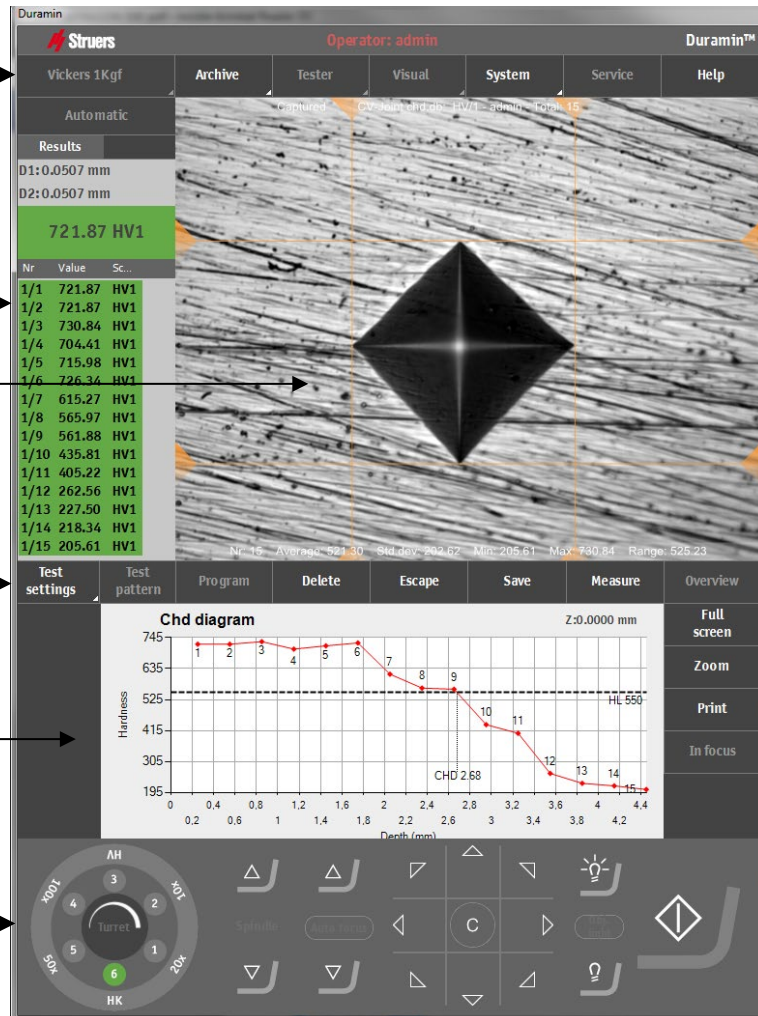 Duramin
Struers Operator: admin Duramin™
Vickers 1Kgf Archive Tester Visual System Service Help
Automatic
Captured CV-Joint chd.gbf HV/1 - admin - Total: 15
Results
D1:0.0507 mm
D2:0.0507 mm
721.87 HV1
Nr Value Sc...
1/1 721.87 HV1
1/2 721.87 HV1
1/3 730.84 HV1
1/4 704.41 HV1
1/5 715.98 HV1
1/6 726.34 HV1
1/7 615.27 HV1
1/8 565.97 HV1
1/9 561.88 HV1
1/10 435.81 HV1
1/11 405.22 HV1
1/12 262.56 HV1
1/13 227.50 HV1
1/14 218.34 HV1
1/15 205.61 HV1
Nr: 15 Average: 521.30 Std.dev: 202.62 Min: 205.61 Max: 730.84 Range: 525.23
Test settings
Test pattern
Program Delete Escape Save Measure Overview
Chd diagram Z:0.0000 mm
Full screen
Zoom
Print
In focus
Hardness
745
635
525
415
305
195
1 2 3 4 5 6 7 8 9 10 11 12 13 14 15
HL 550
CHD 2.68
0 0,4 0,8 1,2 1,6 2 2,4 2,8 3,2 3,6 4 4,4
0,2 0,6 1 1,4 1,8 2,2 2,6 3 3,4 3,8 4,2
Depth (mm)
HV
100x 10x
3
4 2
Turret
5 1
6
50x 20x
HK
Spindle Auto focus C